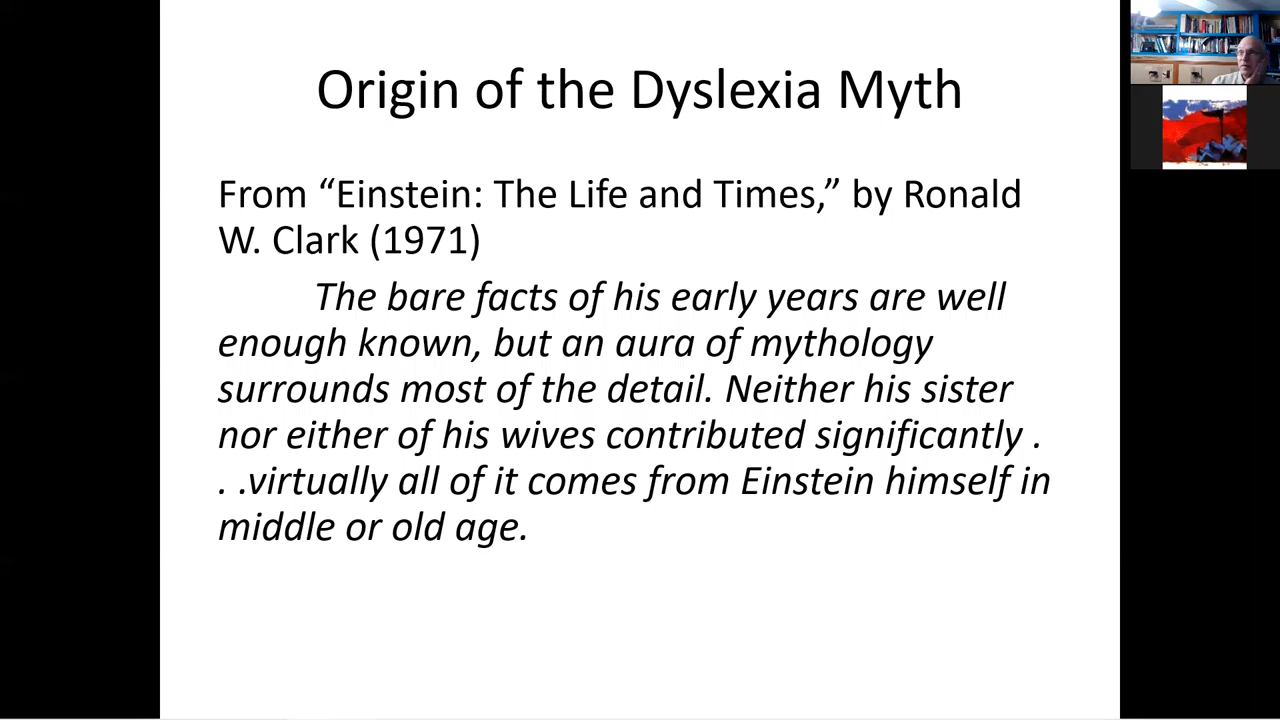 Origin of the Dyslexia Myth
From “Einstein: The Life and Times,” by Ronald
W. Clark (1971)
The bare facts of his early years are well
enough known, but an aura of mythology
surrounds most of the detail. Neither his sister
nor either of his wives contributed significantly .
. .virtually all of it comes from Einstein himself in
middle or old age.